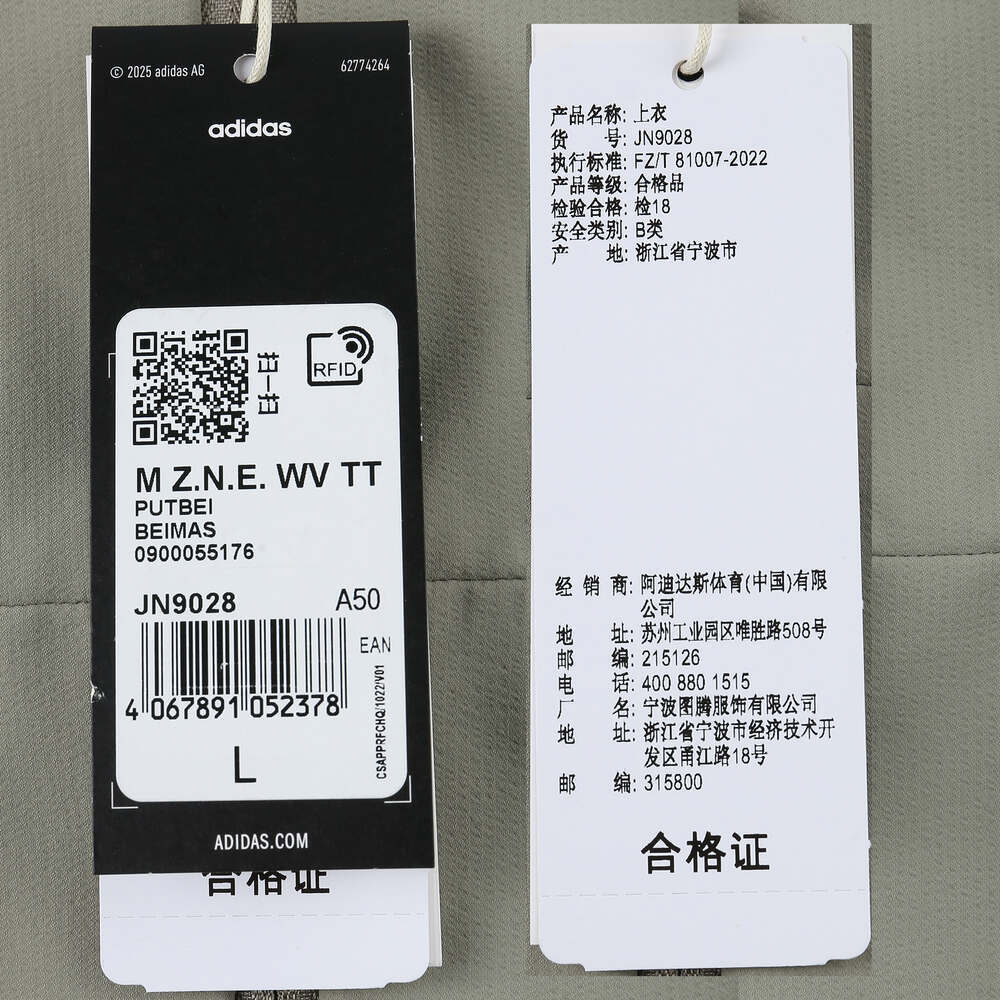 © 2025 adidas AG
62774264
adidas
扫一扫
RFID
M Z.N.E. WV TT
PUTBEI
BEIMAS
0900055176
JN9028 A50
EAN
4 067891 052378
CSAPPRFCHQ/1022/V01
L
ADIDAS.COM
合格证
产品名称: 上衣
货 号: JN9028
执行标准: FZ/T 81007-2022
产品等级: 合格品
检验合格: 检18
安全类别: B类
产 地: 浙江省宁波市
经 销 商: 阿迪达斯体育(中国)有限
公司
地 址: 苏州工业园区唯胜路508号
邮 编: 215126
电 话: 400 880 1515
厂 名: 宁波图腾服饰有限公司
地 址: 浙江省宁波市经济技术开
发区甬江路18号
邮 编: 315800
合格证